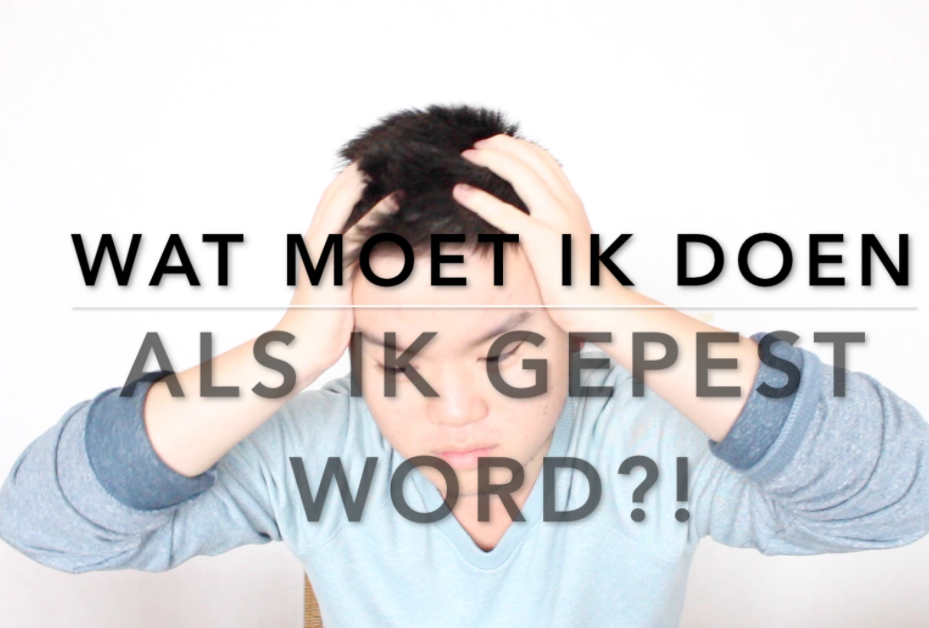 WAT MOET IK DOEN
ALS IK GEPEST
WORD?!